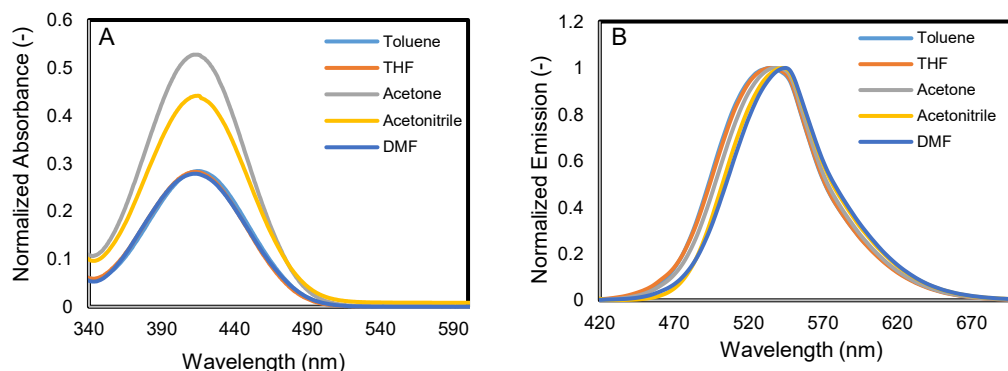 A
Normalized Absorbance (-)
0.6
0.5
0.4
0.3
0.2
0.1
0
340 390 440 490 540 590
Wavelength (nm)
Toluene
THF
Acetone
Acetonitrile
DMF
B
Normalized Emission (-)
1.2
1
0.8
0.6
0.4
0.2
0
420 470 520 570 620 670
Wavelength (nm)
Toluene
THF
Acetone
Acetonitrile
DMF